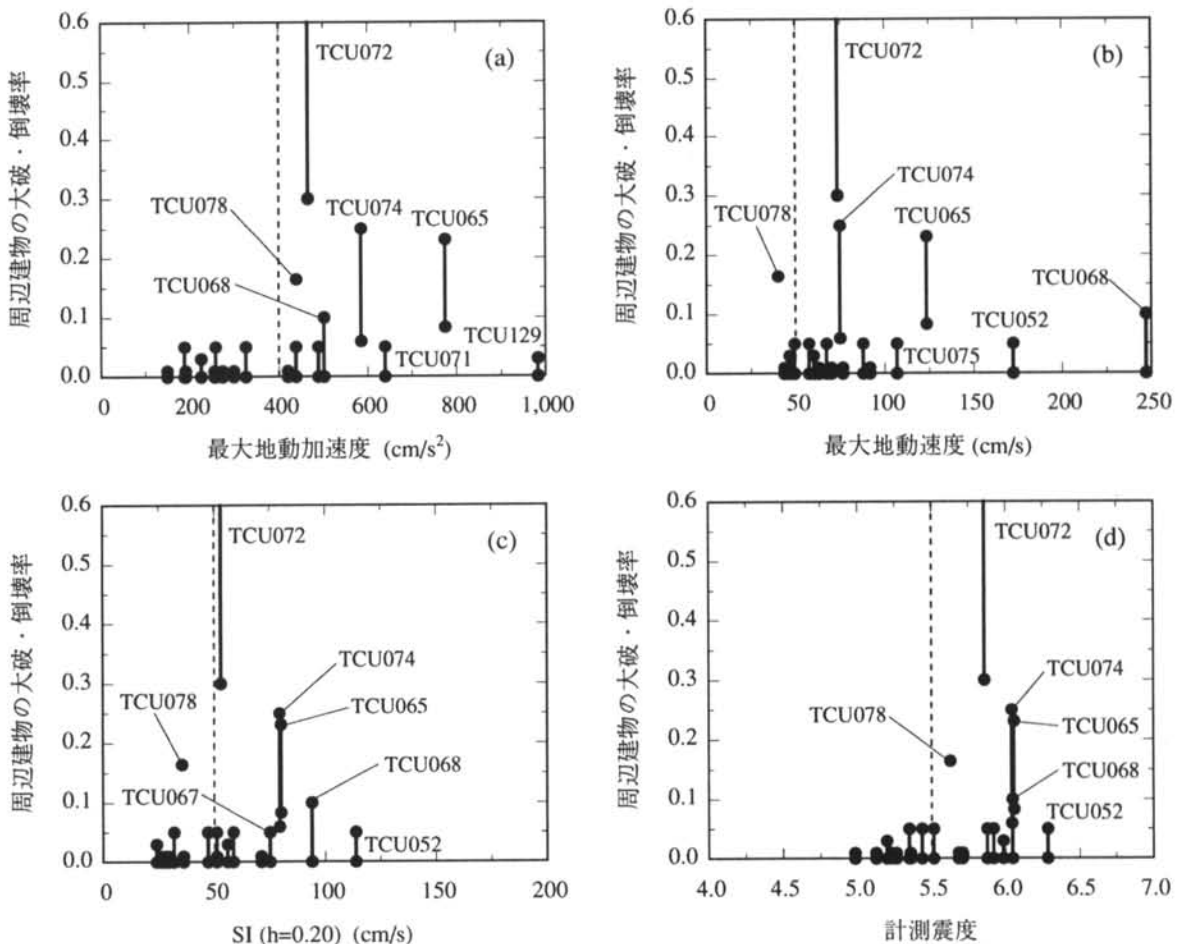 周辺建物の大破・倒壊率
0.6
0.5
0.4
0.3
0.2
0.1
0.0
0
200
400
600
800
1,000
最大地動加速度 (cm/s²)
(a)
TCU072
TCU078
TCU074
TCU065
TCU068
TCU129
TCU071
周辺建物の大破・倒壊率
0.6
0.5
0.4
0.3
0.2
0.1
0.0
0
50
100
150
200
250
最大地動速度 (cm/s)
(b)
TCU072
TCU074
TCU078
TCU065
TCU068
TCU052
TCU075
周辺建物の大破・倒壊率
0.6
0.5
0.4
0.3
0.2
0.1
0.0
0
50
100
150
200
SI (h=0.20) (cm/s)
(c)
TCU072
TCU074
TCU078
TCU065
TCU068
TCU067
TCU052
周辺建物の大破・倒壊率
0.6
0.5
0.4
0.3
0.2
0.1
0.0
4.0
4.5
5.0
5.5
6.0
6.5
7.0
計測震度
(d)
TCU072
TCU074
TCU078
TCU065
TCU068
TCU052